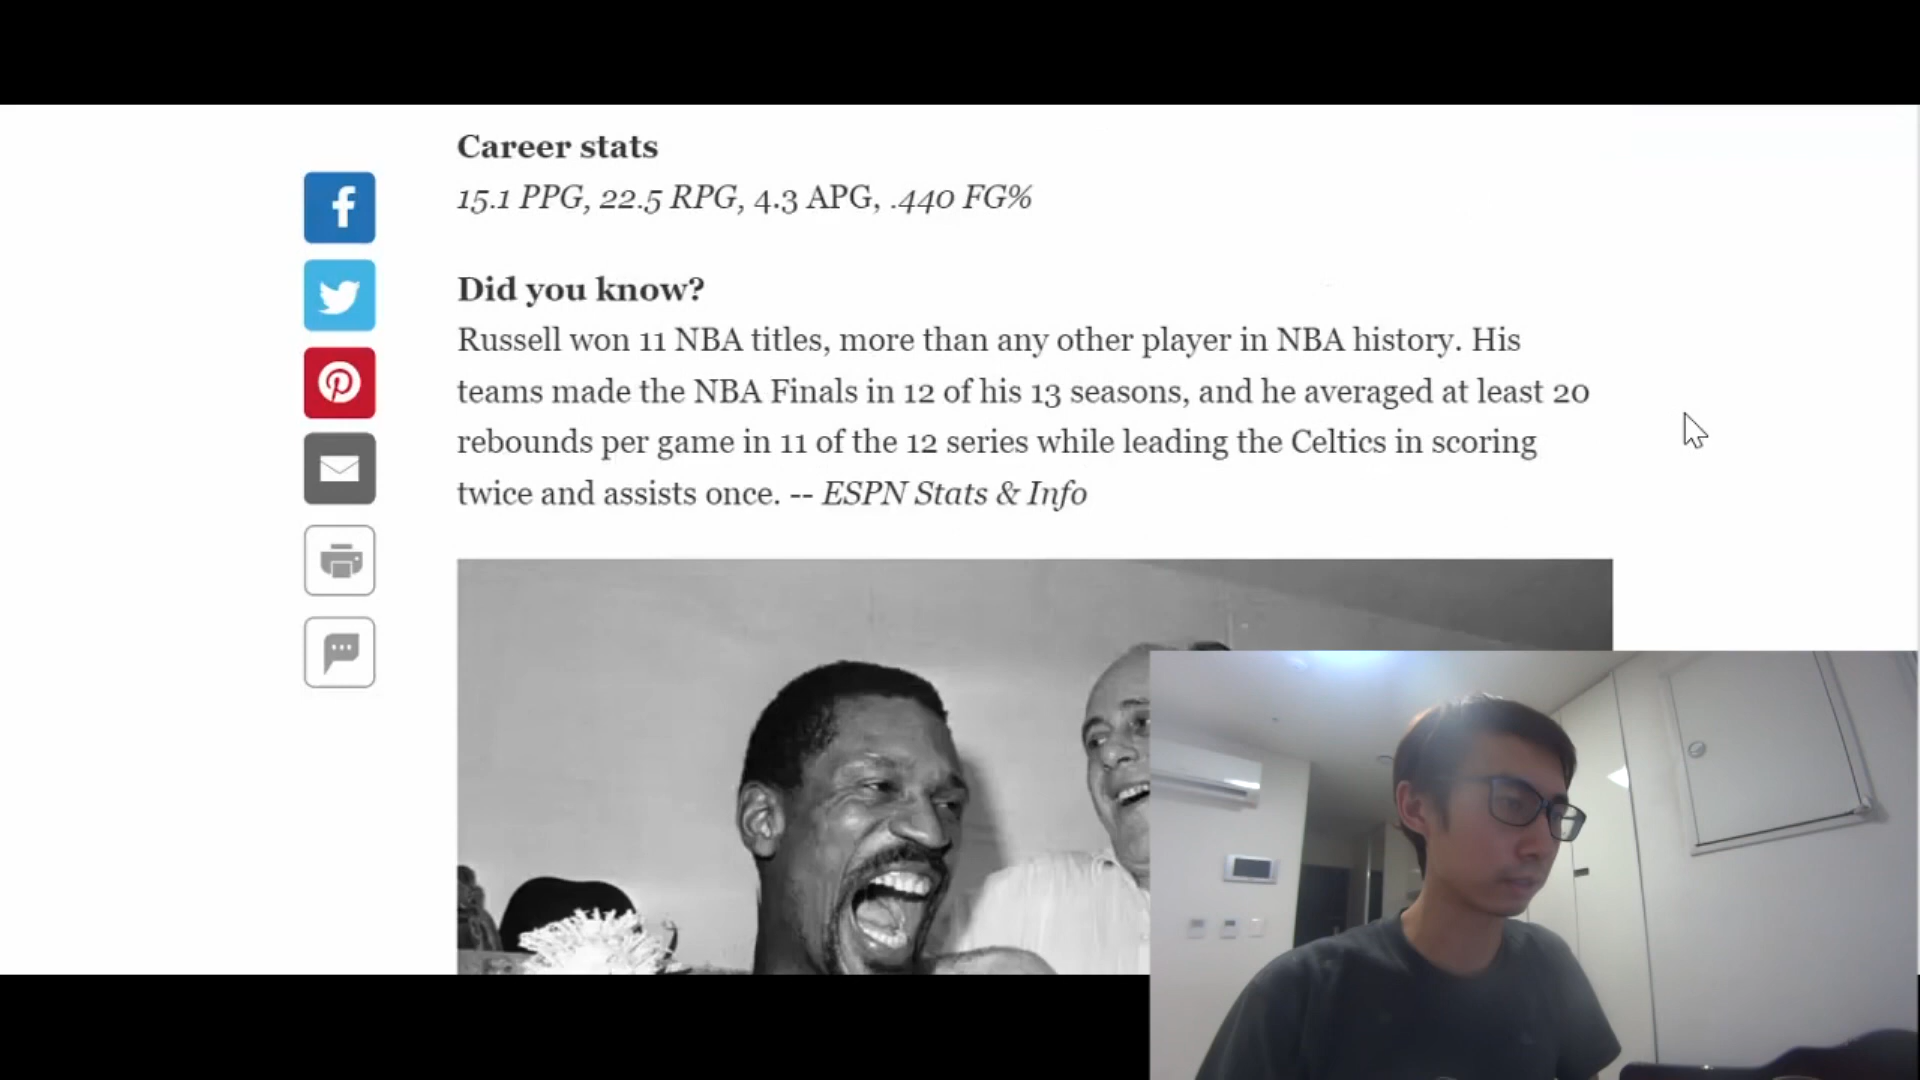 Career stats
15.1 PPG, 22.5 RPG, 4.3 APG, .440 FG%
Did you know?
Russell won 11 NBA titles, more than any other player in NBA history. His
teams made the NBA Finals in 12 of his 13 seasons, and he averaged at least 20
rebounds per game in 11 of the 12 series while leading the Celtics in scoring
twice and assists once. -- ESPN Stats & Info